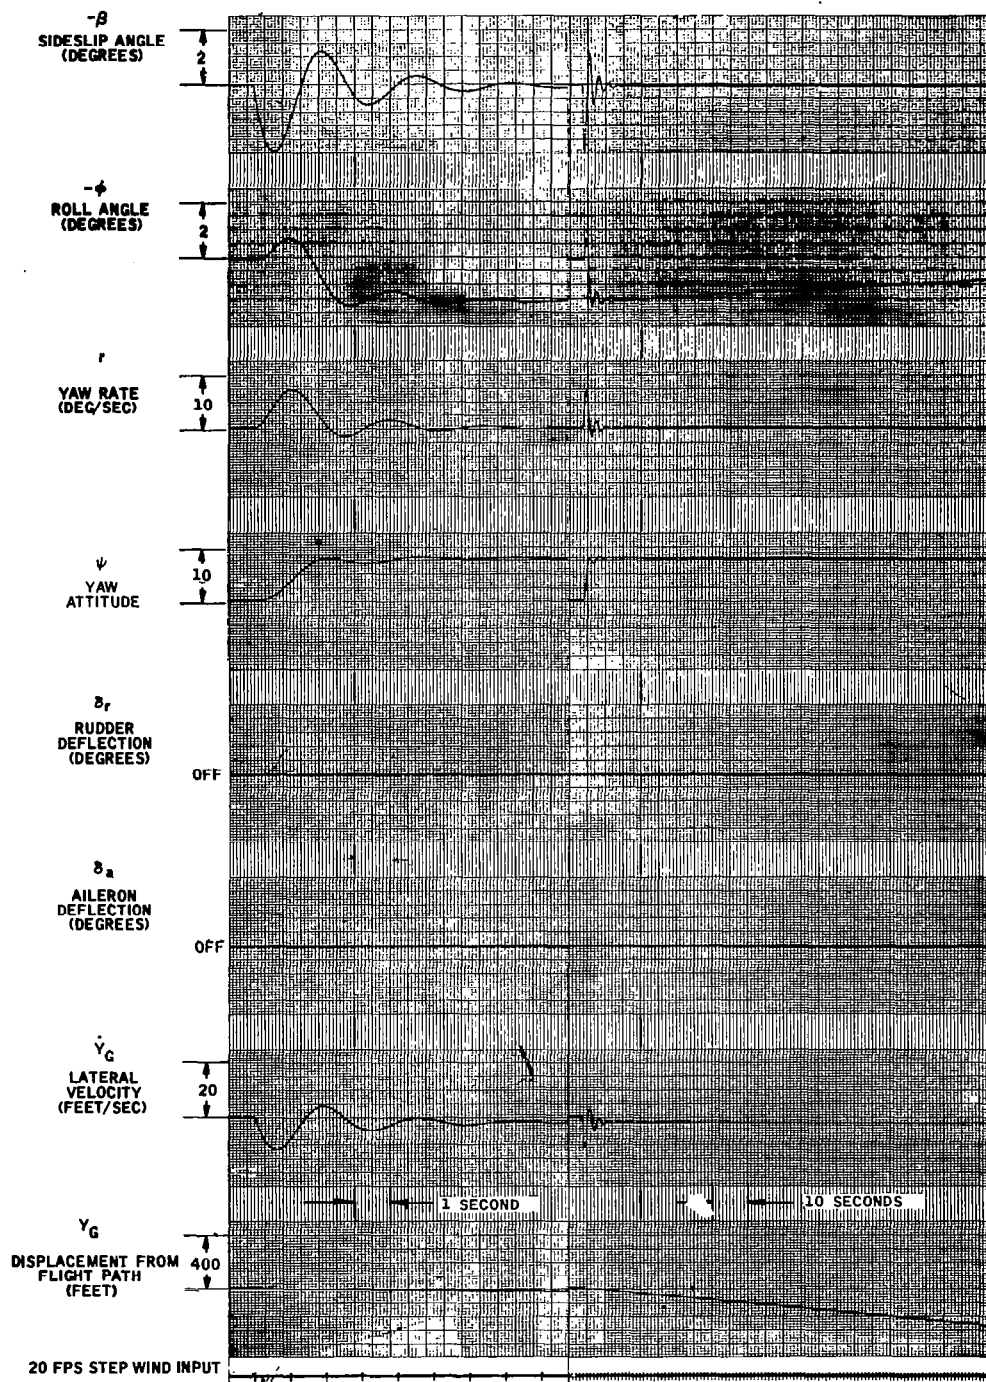 -β
SIDESLIP ANGLE
(DEGREES)
2
-ϕ
ROLL ANGLE
(DEGREES)
2
r
YAW RATE
(DEG/SEC)
10
ψ
YAW
ATTITUDE
10
δr
RUDDER
DEFLECTION
(DEGREES)
OFF
δa
AILERON
DEFLECTION
(DEGREES)
OFF
ẎG
LATERAL
VELOCITY
(FEET/SEC)
20
1 SECOND
10 SECONDS
YG
DISPLACEMENT FROM
FLIGHT PATH
(FEET)
400
20 FPS STEP WIND INPUT